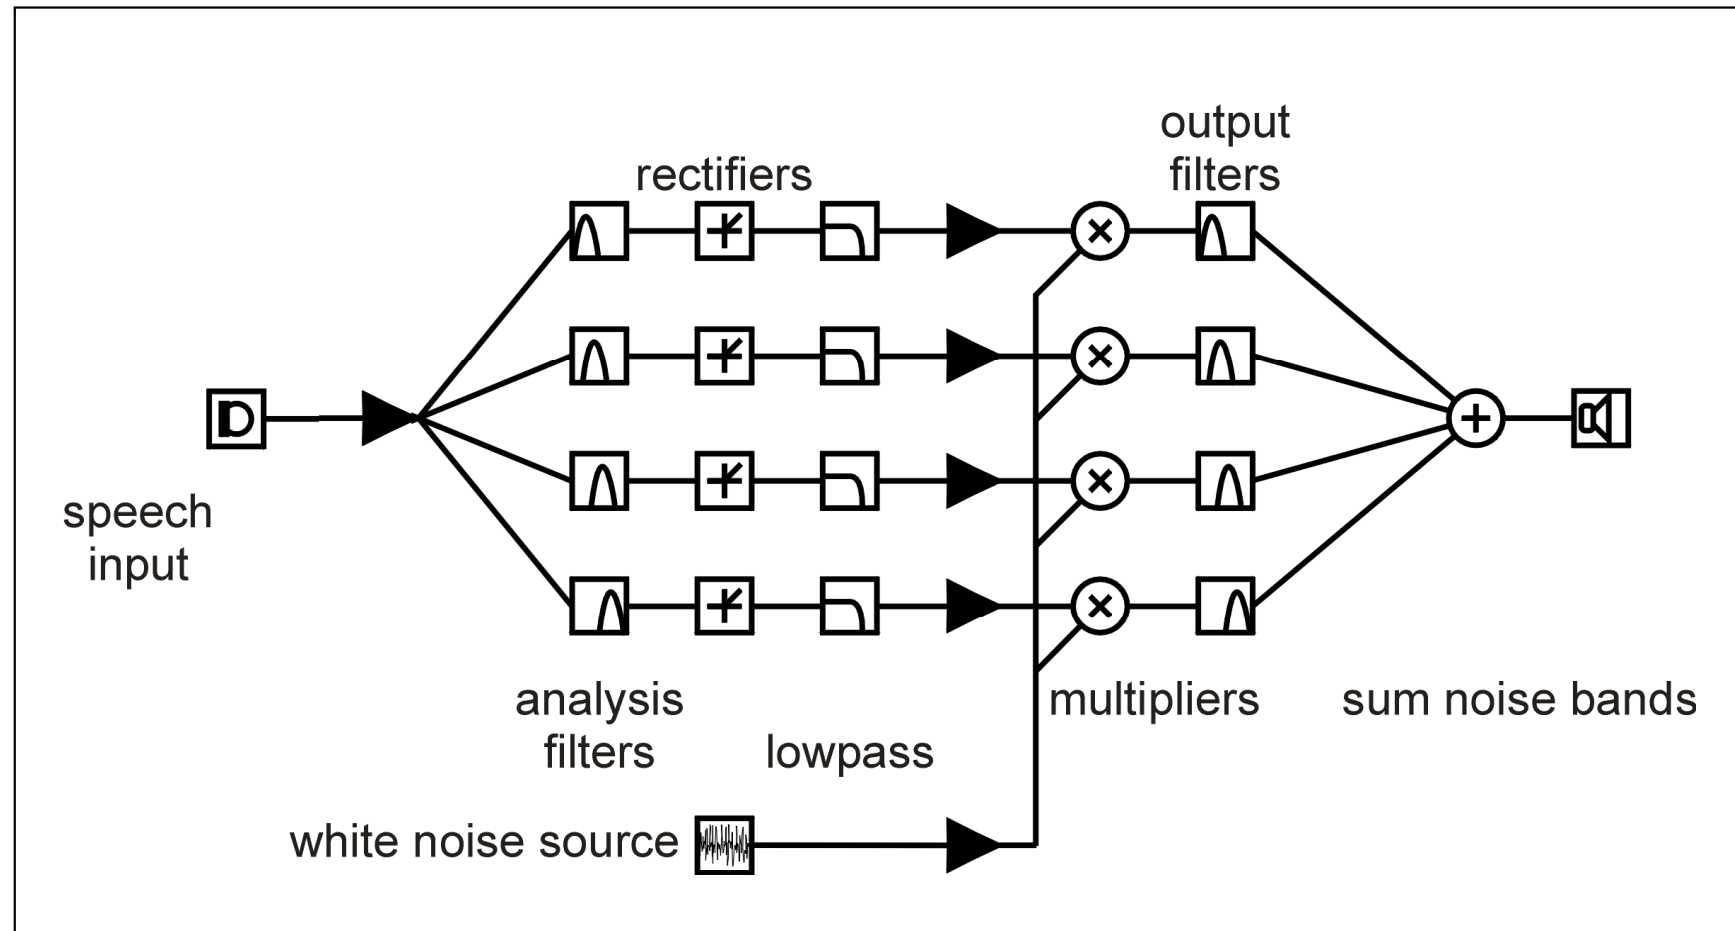 output
filters
rectifiers
speech
input
analysis
filters
lowpass
multipliers
sum noise bands
white noise source